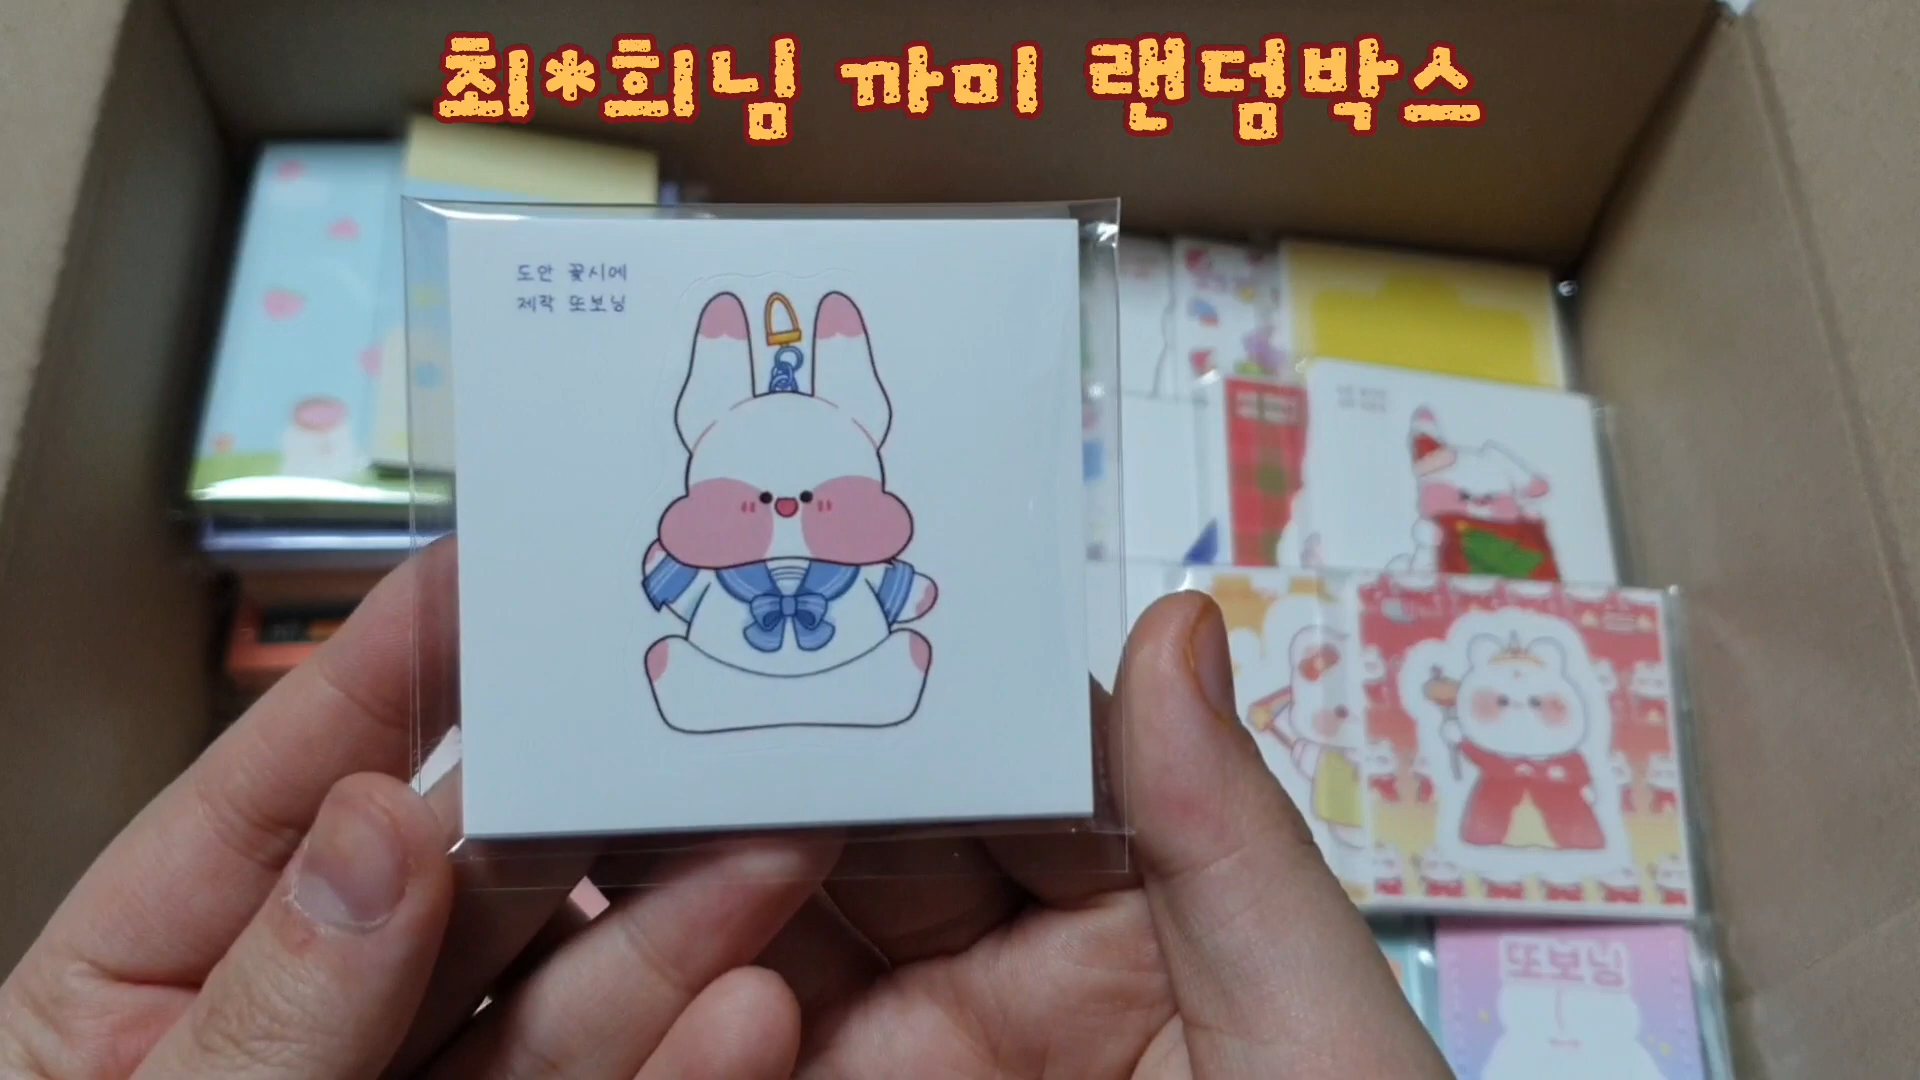 최*희님 까미 랜덤박스
도안 꽃시에
제작 또보닝
또보닝